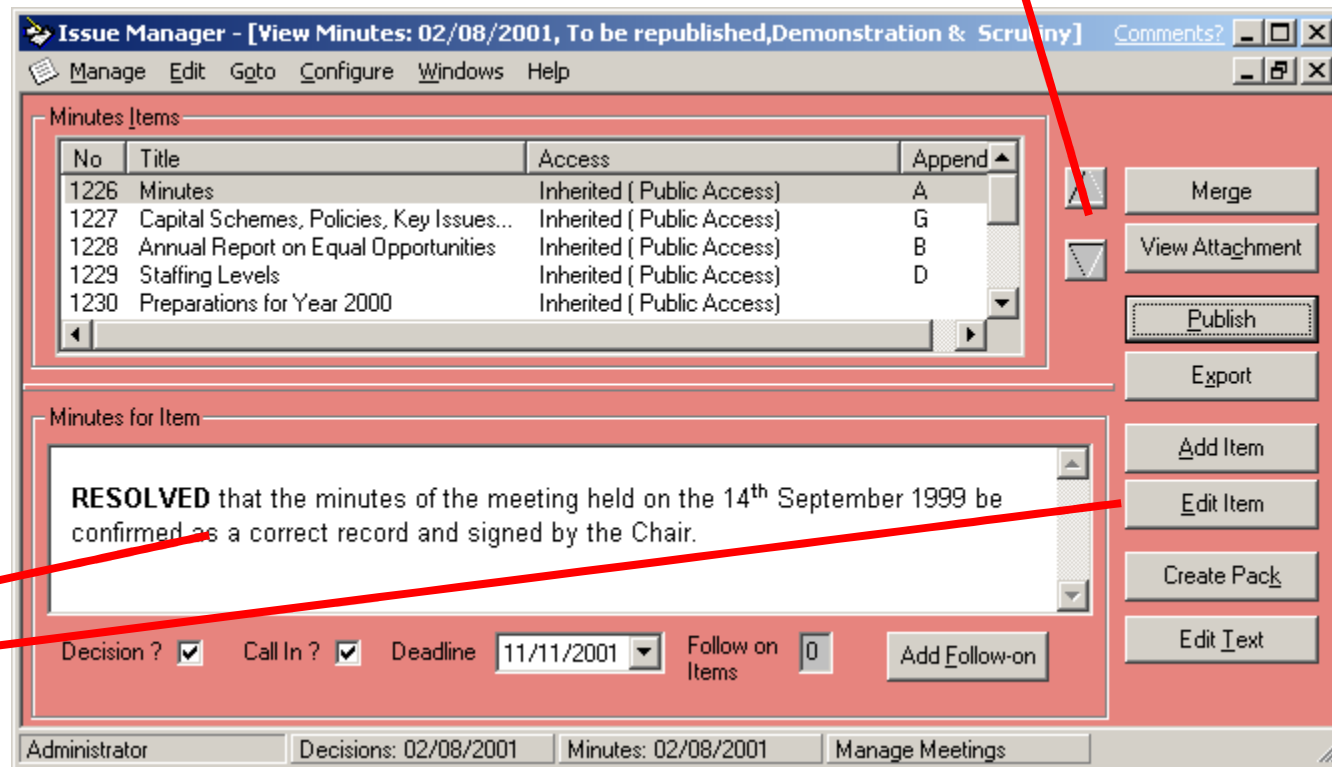 Issue Manager - [View Minutes: 02/08/2001, To be republished,Demonstration & Scrutiny] Comments?
Manage Edit Goto Configure Windows Help
Minutes Items
No Title Access Append
1226 Minutes Inherited ( Public Access) A
1227 Capital Schemes, Policies, Key Issues... Inherited ( Public Access) G
1228 Annual Report on Equal Opportunities Inherited ( Public Access) B
1229 Staffing Levels Inherited ( Public Access) D
1230 Preparations for Year 2000 Inherited ( Public Access)
Merge
View Attachment
Publish
Export
Minutes for Item
RESOLVED that the minutes of the meeting held on the 14th September 1999 be
confirmed as a correct record and signed by the Chair.
Add Item
Edit Item
Create Pack
Edit Text
Decision ? Call In ? Deadline 11/11/2001 Follow on Items 0 Add Follow-on
Administrator Decisions: 02/08/2001 Minutes: 02/08/2001 Manage Meetings